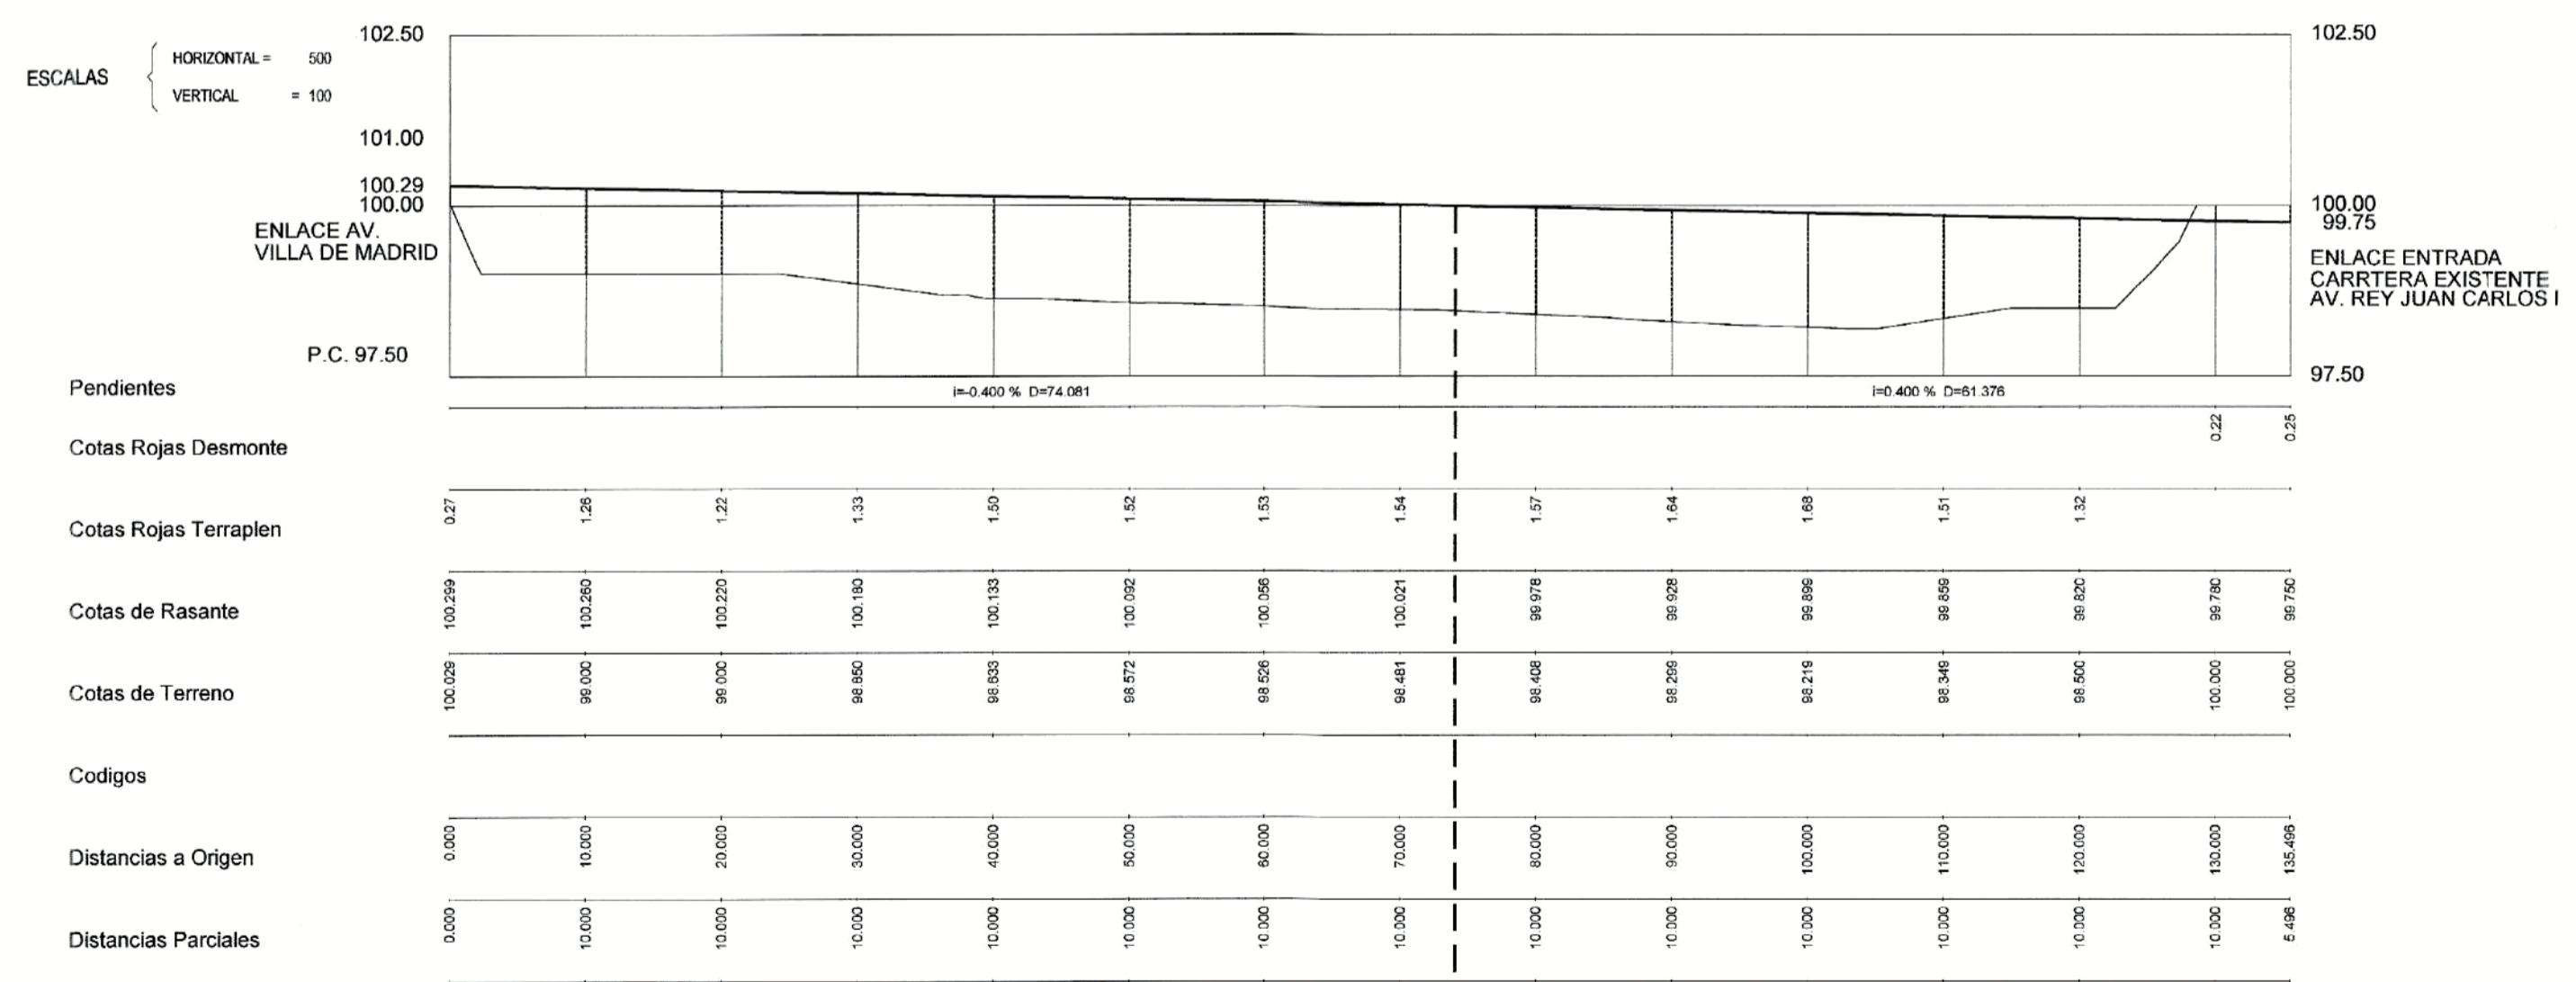 ESCALAS
HORIZONTAL = 500
VERTICAL = 100
102.50
101.00
100.29
100.00
ENLACE AV.
VILLA DE MADRID
P.C. 97.50
102.50
100.00
99.75
ENLACE ENTRADA
CARRTERA EXISTENTE
AV. REY JUAN CARLOS I
97.50
Pendientes
i=-0.400 % D=74.081
i=0.400 % D=61.376
Cotas Rojas Desmonte
0.22 0.25
Cotas Rojas Terraplen
0.27 1.26 1.22 1.33 1.50 1.52 1.53 1.54 1.57 1.64 1.68 1.51 1.32
Cotas de Rasante
100.299 100.260 100.220 100.180 100.133 100.092 100.056 100.021 99.978 99.928 99.899 99.859 99.820 99.780 99.750
Cotas de Terreno
100.029 99.000 99.000 98.850 98.633 98.572 98.526 98.481 98.408 98.299 98.219 98.349 98.500 100.000 100.000
Codigos
Distancias a Origen
0.000 10.000 20.000 30.000 40.000 50.000 60.000 70.000 80.000 90.000 100.000 110.000 120.000 130.000 135.496
Distancias Parciales
0.000 10.000 10.000 10.000 10.000 10.000 10.000 10.000 10.000 10.000 10.000 10.000 10.000 10.000 5.496